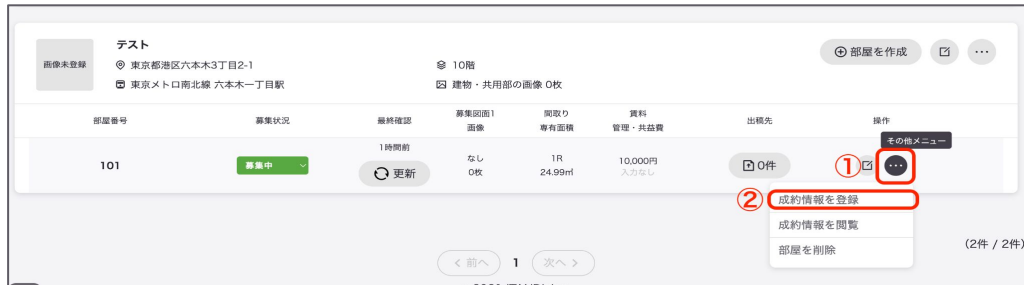 テスト
画像未登録
東京都港区六本木3丁目2-1
東京メトロ南北線 六本木一丁目駅
10階
建物・共用部の画像 0枚
部屋を作成
部屋番号
募集状況
最終確認
募集図面1
画像
間取り
専有面積
賃料
管理・共益費
出稿先
操作
その他メニュー
101
募集中
1時間前
更新
なし
0枚
1R
24.99㎡
10,000円
入力なし
0件
①
②
成約情報を登録
成約情報を閲覧
部屋を削除
(2件 / 2件)
< 前へ
1
次へ >